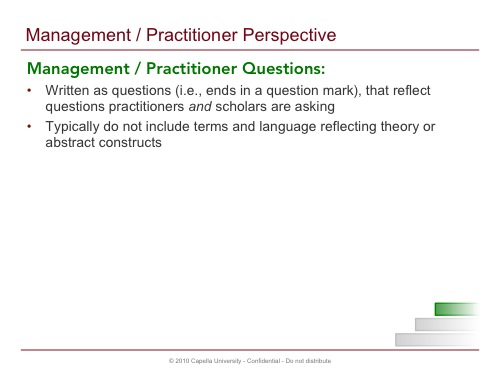 Management / Practitioner Perspective
Management / Practitioner Questions:
• Written as questions (i.e., ends in a question mark), that reflect
questions practitioners and scholars are asking
• Typically do not include terms and language reflecting theory or
abstract constructs
© 2010 Capella University - Confidential - Do not distribute